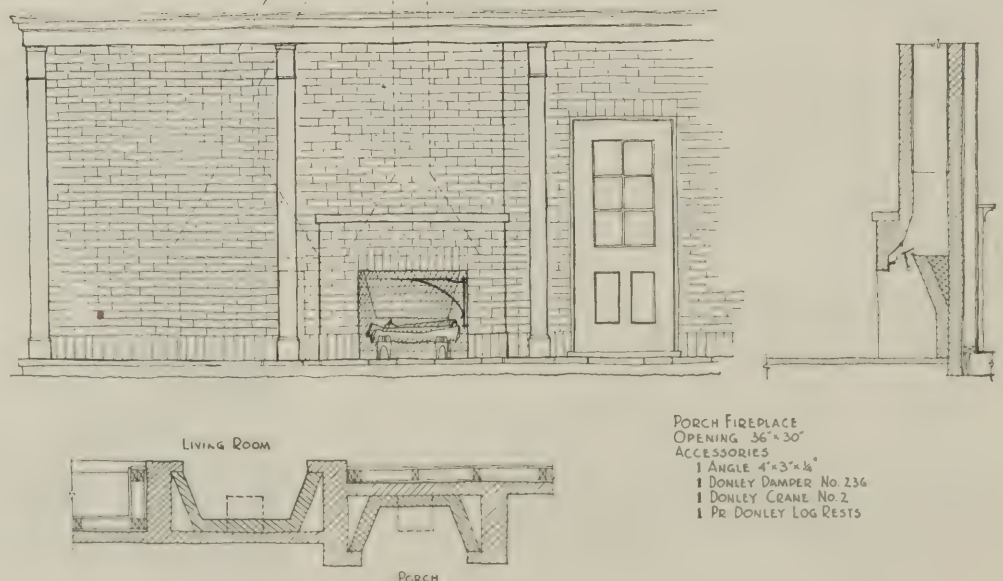 LIVING ROOM
PORCH
PORCH FIREPLACE
OPENING 36"x 30"
ACCESSORIES
1 ANGLE 4"x 3"x 1/4"
1 DONLEY DAMPER NO. 236
1 DONLEY CRANE NO. 2
1 PR DONLEY LOG RESTS